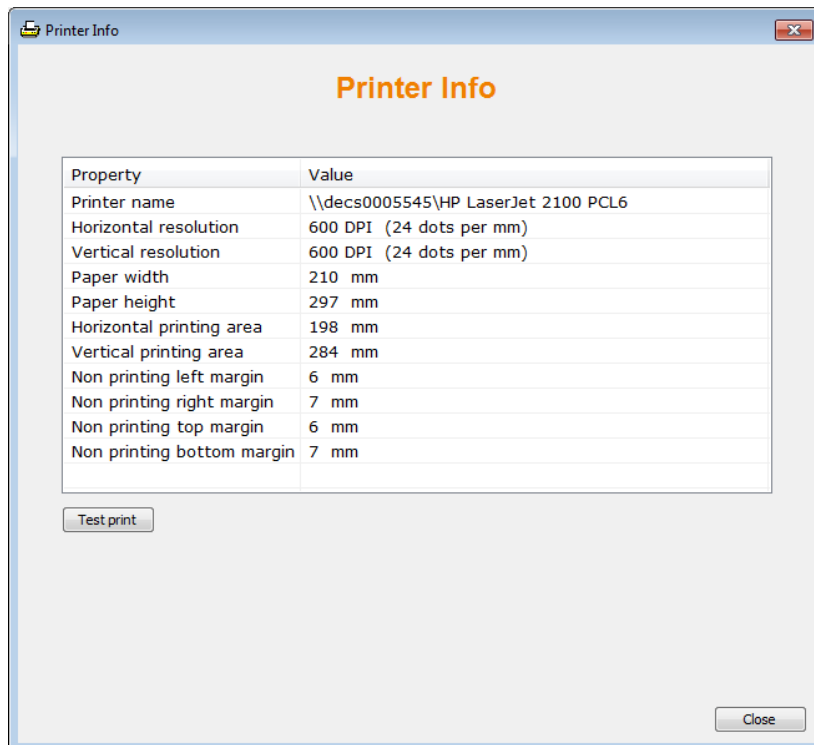 Printer Info
Printer Info
Property Value
Printer name \\decs0005545\HP LaserJet 2100 PCL6
Horizontal resolution 600 DPI (24 dots per mm)
Vertical resolution 600 DPI (24 dots per mm)
Paper width 210 mm
Paper height 297 mm
Horizontal printing area 198 mm
Vertical printing area 284 mm
Non printing left margin 6 mm
Non printing right margin 7 mm
Non printing top margin 6 mm
Non printing bottom margin 7 mm
Test print
Close